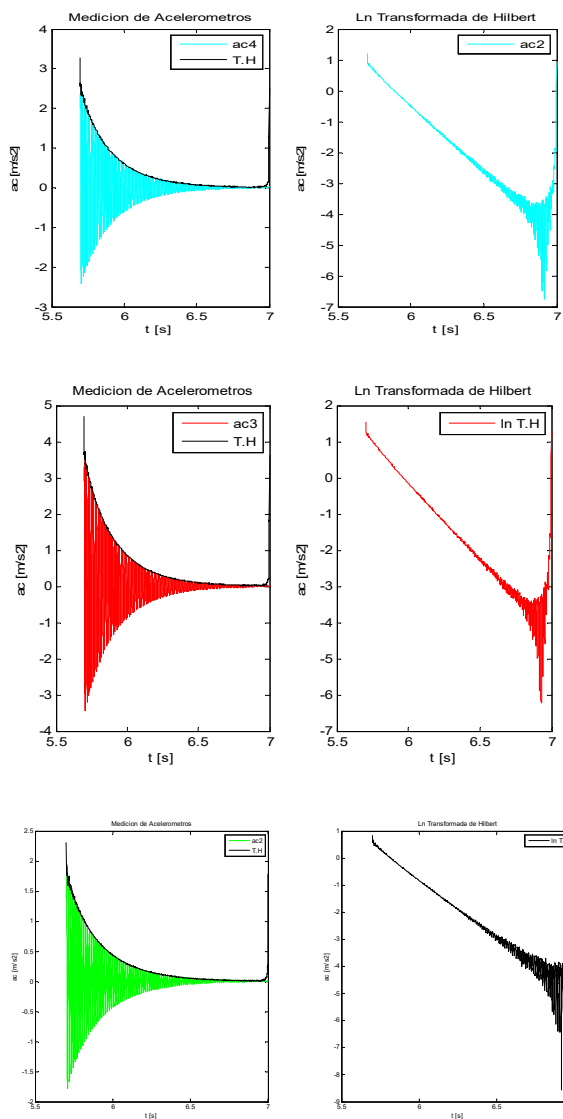 Medicion de Acelerometros
ac4
T.H
ac [m/s2]
4
3
2
1
0
-1
-2
-3
5.5 6 6.5 7
t [s]
Ln Transformada de Hilbert
ac2
ac [m/s2]
2
1
0
-1
-2
-3
-4
-5
-6
-7
5.5 6 6.5 7
t [s]
Medicion de Acelerometros
ac3
T.H
ac [m/s2]
5
4
3
2
1
0
-1
-2
-3
-4
5.5 6 6.5 7
t [s]
Ln Transformada de Hilbert
ln T.H
ac [m/s2]
2
1
0
-1
-2
-3
-4
-5
-6
-7
5.5 6 6.5 7
t [s]
Medicion de Acelerometros
ac2
T.H
ac [m/s2]
2.5
2
1.5
1
0.5
0
-0.5
-1
-1.5
-2
5.5 6 6.5 7
t [s]
Ln Transformada de Hilbert
ln T.
ac [m/s2]
1
0
-1
-2
-3
-4
-5
-6
-7
-8
-9
5.5 6 6.5
t [s]